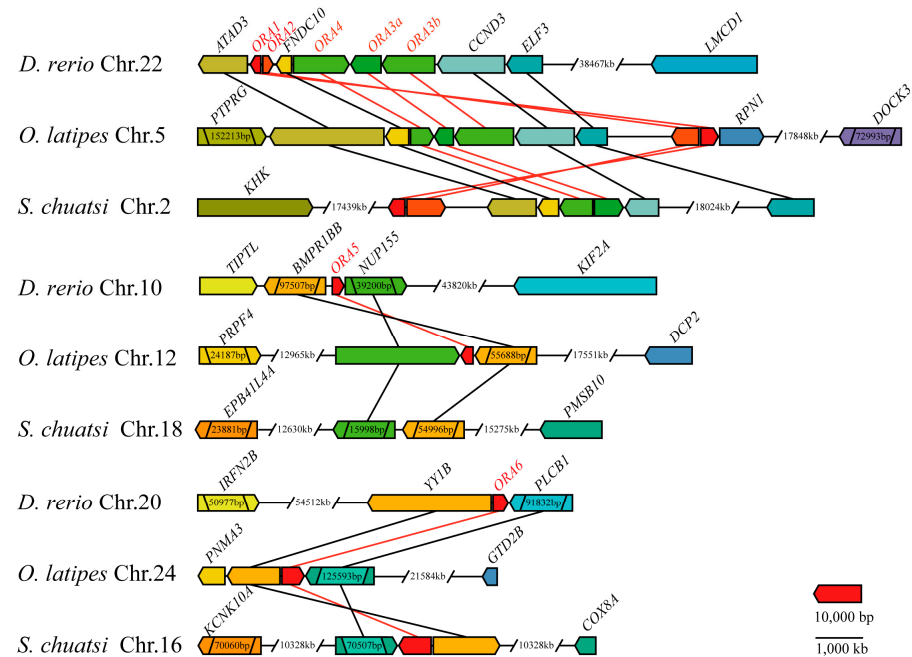 ATAD3 ORA1 ORA2 FNDC10 ORA4 ORA3a ORA3b CCND3 ELF3 LMCD1
D. rerio Chr.22 38467kb
PTPRG RPN1 DOCK3
O. latipes Chr.5 152213bp 17848kb 72993bp
KHK
S. chuatsi Chr.2 17439kb 18024kb
TIPTL BMPR1BB ORA5 NUP155 KIF2A
D. rerio Chr.10 97507bp 39200bp 43820kb
PRPF4 DCP2
O. latipes Chr.12 24187bp 12965kb 55688bp 17551kb
EPB41L4A PMSB10
S. chuatsi Chr.18 23881bp 12630kb 15998bp 54996bp 15275kb
IRFN2B YY1B ORA6 PLCB1
D. rerio Chr.20 50977bp 54512kb 91832bp
PNMA3 GTD2B
O. latipes Chr.24 125593bp 21584kb
KCNK10A COX8A
S. chuatsi Chr.16 70060bp 10328kb 70507bp 10328kb
10,000 bp
1,000 kb